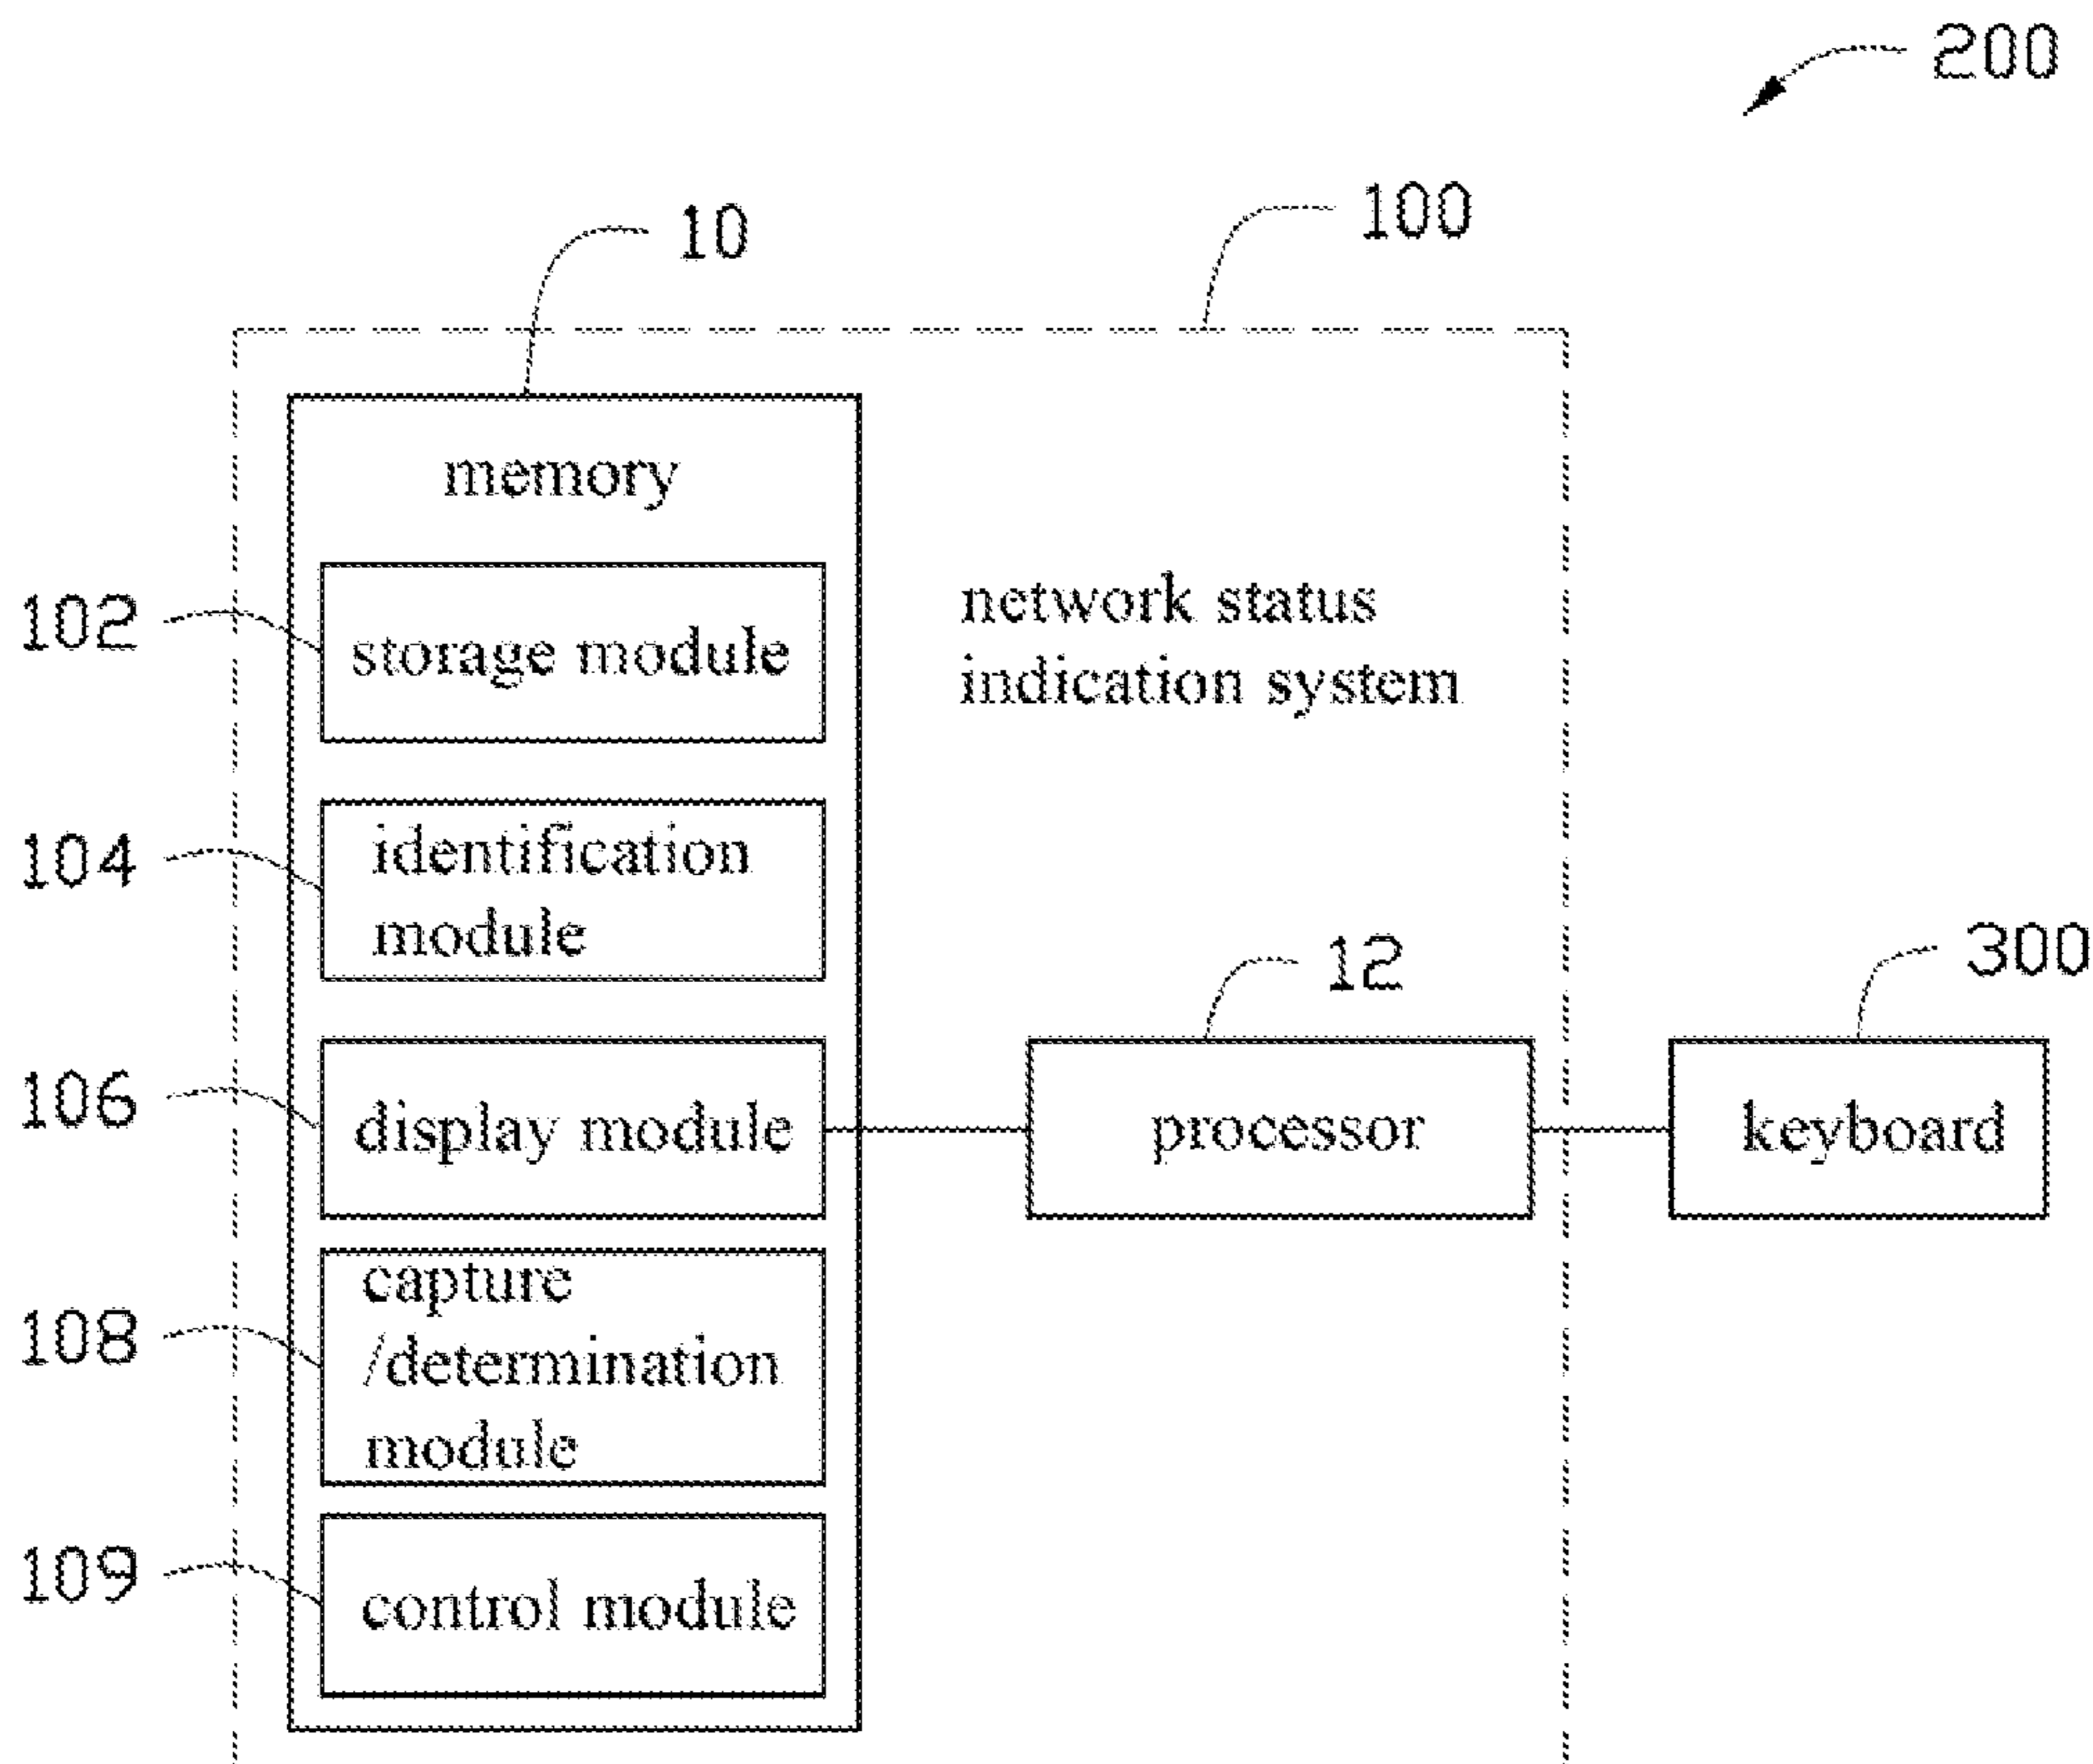 200
100
10
memory
102
storage module
network status
indication system
104
identification
module
12
300
106
display module
processor
keyboard
108
capture
/determination
module
109
control module